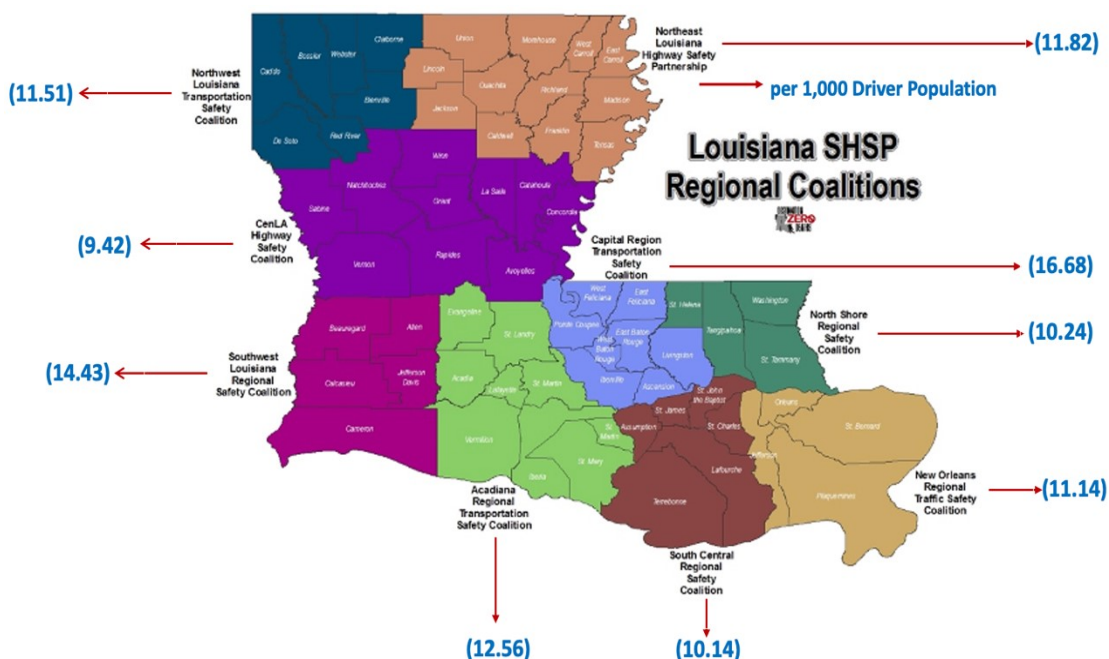 Northeast
Louisiana
Highway Safety
Partnership
(11.82)
per 1,000 Driver Population
Northwest
Louisiana
Transportation
Safety
Coalition
(11.51)
Louisiana SHSP
Regional Coalitions
ZERO
CenLA
Highway
Safety
Coalition
(9.42)
Capital Region
Transportation
Safety
Coalition
(16.68)
North Shore
Regional
Safety
Coalition
(10.24)
Southwest
Louisiana
Regional
Safety Coalition
(14.43)
New Orleans
Regional
Traffic Safety
Coalition
(11.14)
Acadiana
Regional
Transportation
Safety Coalition
(12.56)
South Central
Regional
Safety
Coalition
(10.14)
Caddo
Bossier
Webster
Claiborne
Bienville
De Soto
Red River
Union
Morehouse
West
Carroll
East
Carroll
Lincoln
Ouachita
Richland
Madison
Jackson
Caldwell
Franklin
Tensas
Winn
Natchitoches
Sabine
Grant
La Salle
Catahoula
Concordia
Vernon
Rapides
Avoyelles
Beauregard
Allen
Calcasieu
Jefferson
Davis
Cameron
Evangeline
St. Landry
Acadia
Lafayette
St. Martin
Vermilion
Iberia
St. Mary
St.
Martin
West
Feliciana
East
Feliciana
Pointe Coupee
West
Baton
Rouge
East Baton
Rouge
Livingston
Iberville
Ascension
St. Helena
Tangipahoa
Washington
St. Tammany
St. John
the Baptist
St. James
Assumption
St. Charles
Lafourche
Terrebonne
Orleans
St. Bernard
Jefferson
Plaquemines